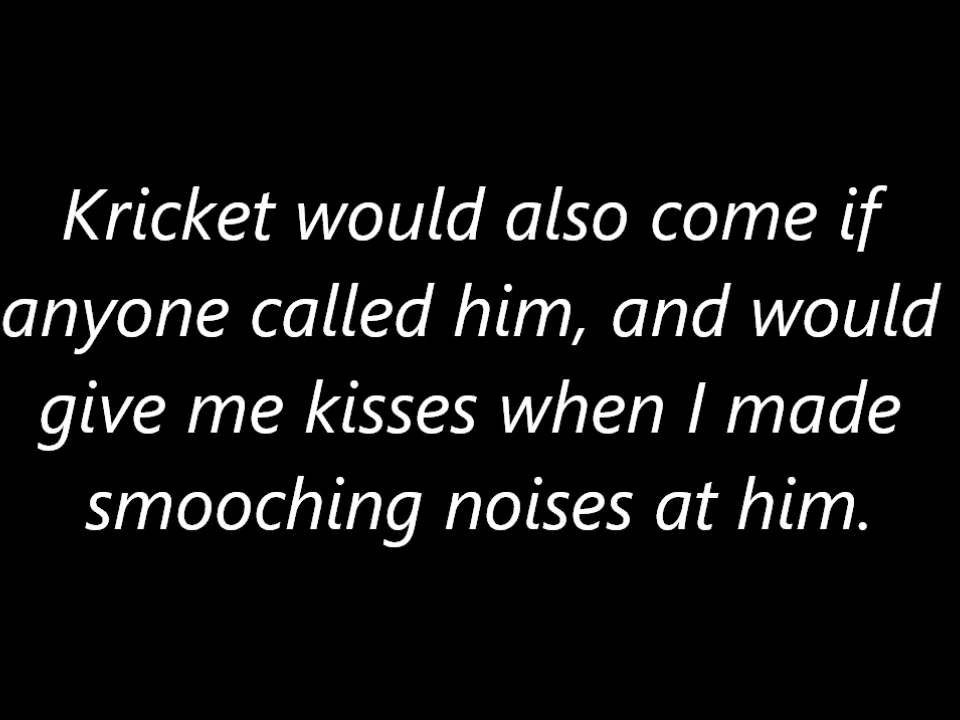 Kricket would also come if
anyone called him, and would
give me kisses when I made
smooching noises at him.